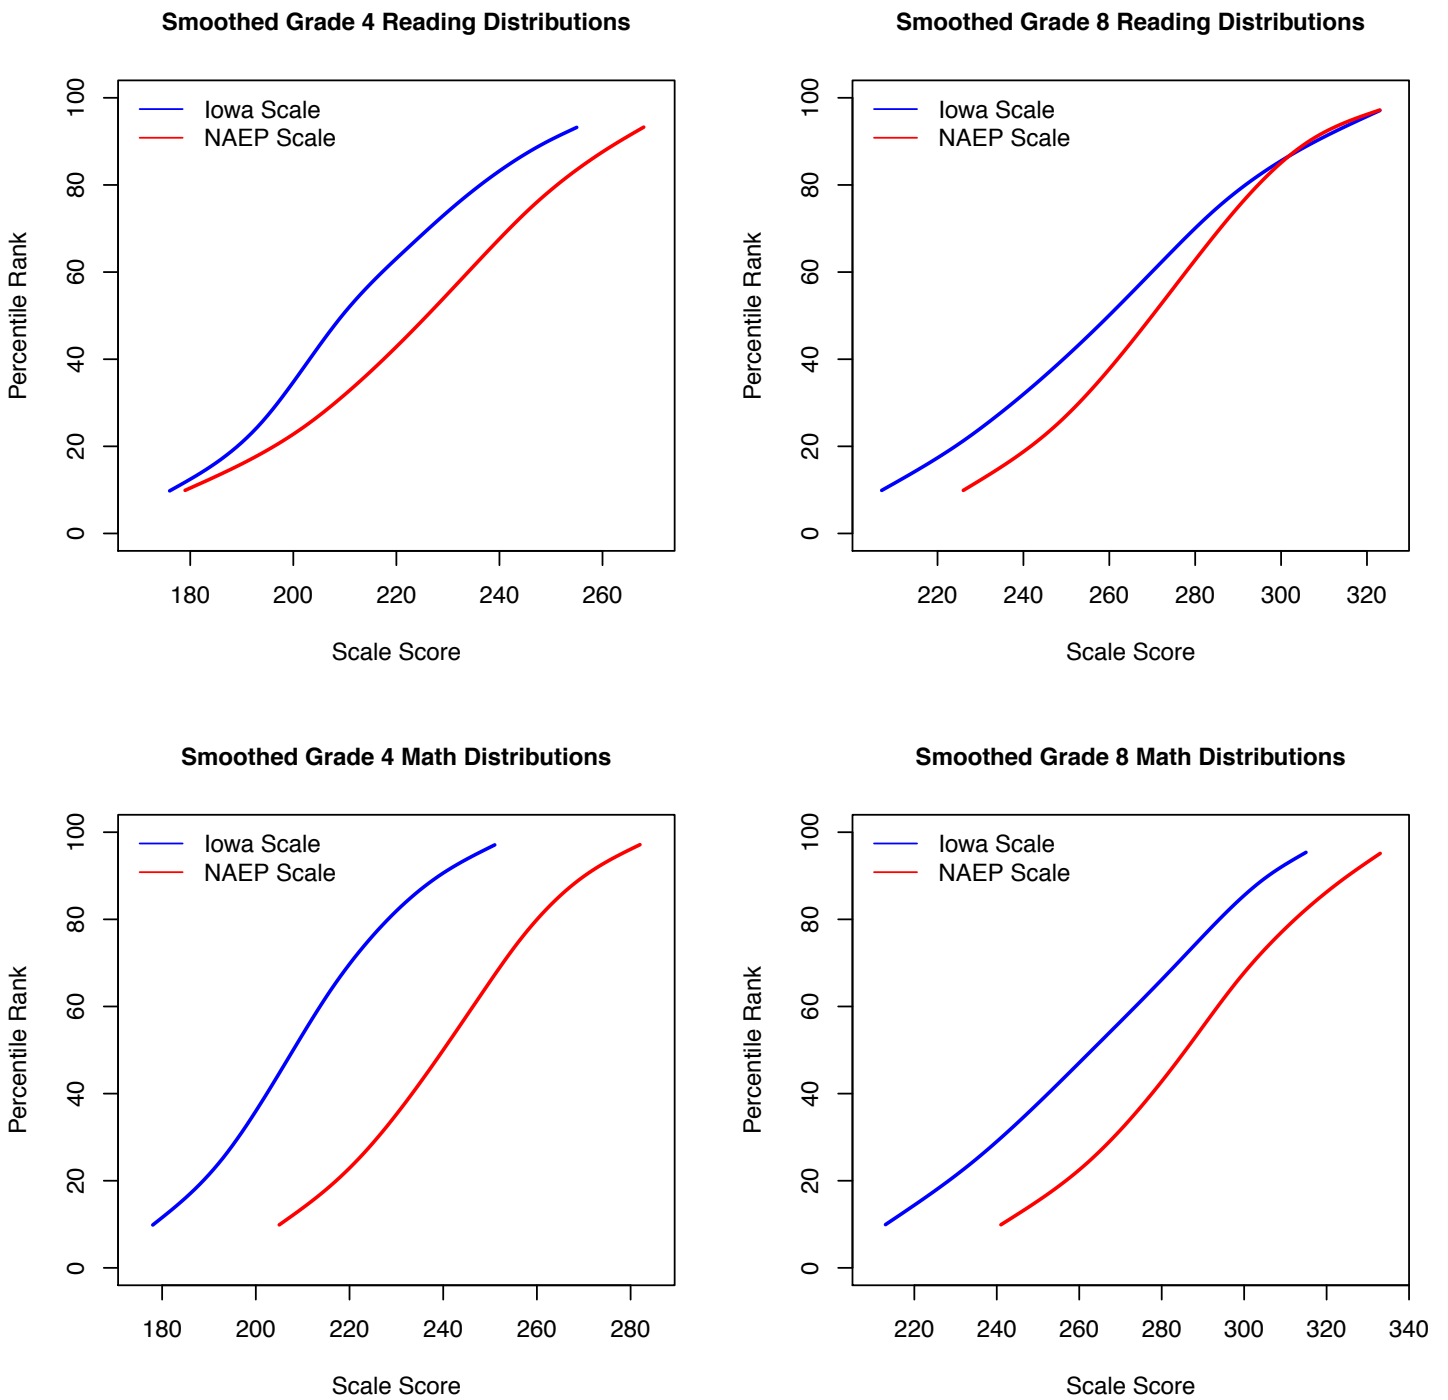 Smoothed Grade 4 Reading Distributions
Percentile Rank
100
80
60
40
20
0
Iowa Scale
NAEP Scale
180 200 220 240 260
Scale Score
Smoothed Grade 8 Reading Distributions
Percentile Rank
100
80
60
40
20
0
Iowa Scale
NAEP Scale
220 240 260 280 300 320
Scale Score
Smoothed Grade 4 Math Distributions
Percentile Rank
100
80
60
40
20
0
Iowa Scale
NAEP Scale
180 200 220 240 260 280
Scale Score
Smoothed Grade 8 Math Distributions
Percentile Rank
100
80
60
40
20
0
Iowa Scale
NAEP Scale
220 240 260 280 300 320 340
Scale Score